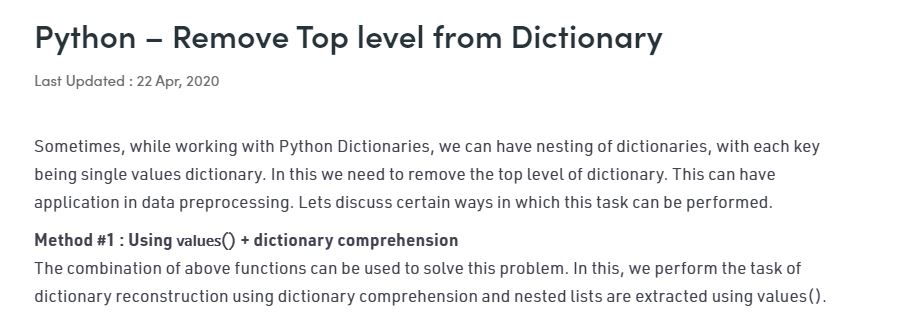 Python – Remove Top level from Dictionary
Last Updated : 22 Apr, 2020
Sometimes, while working with Python Dictionaries, we can have nesting of dictionaries, with each key
being single values dictionary. In this we need to remove the top level of dictionary. This can have
application in data preprocessing. Lets discuss certain ways in which this task can be performed.
Method #1 : Using values() + dictionary comprehension
The combination of above functions can be used to solve this problem. In this, we perform the task of
dictionary reconstruction using dictionary comprehension and nested lists are extracted using values().